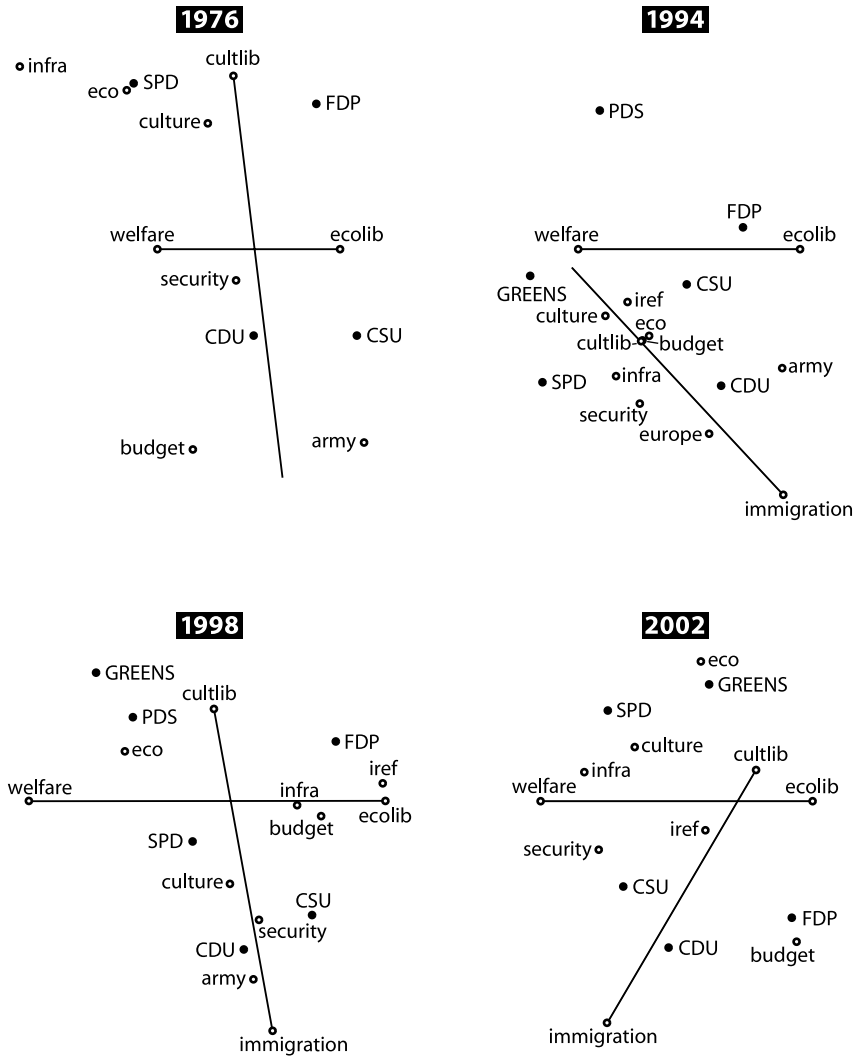 1976
infra
SPD
cultlib
eco
FDP
culture
welfare
ecolib
security
CDU
CSU
budget
army
1994
PDS
FDP
welfare
ecolib
GREENS
CSU
iref
culture
eco
cultlib
budget
army
infra
SPD
CDU
security
europe
immigration
1998
GREENS
cultlib
PDS
FDP
eco
iref
welfare
infra
ecolib
budget
SPD
culture
CSU
security
CDU
army
immigration
2002
eco
GREENS
SPD
culture
cultlib
infra
welfare
ecolib
iref
security
CSU
FDP
CDU
budget
immigration